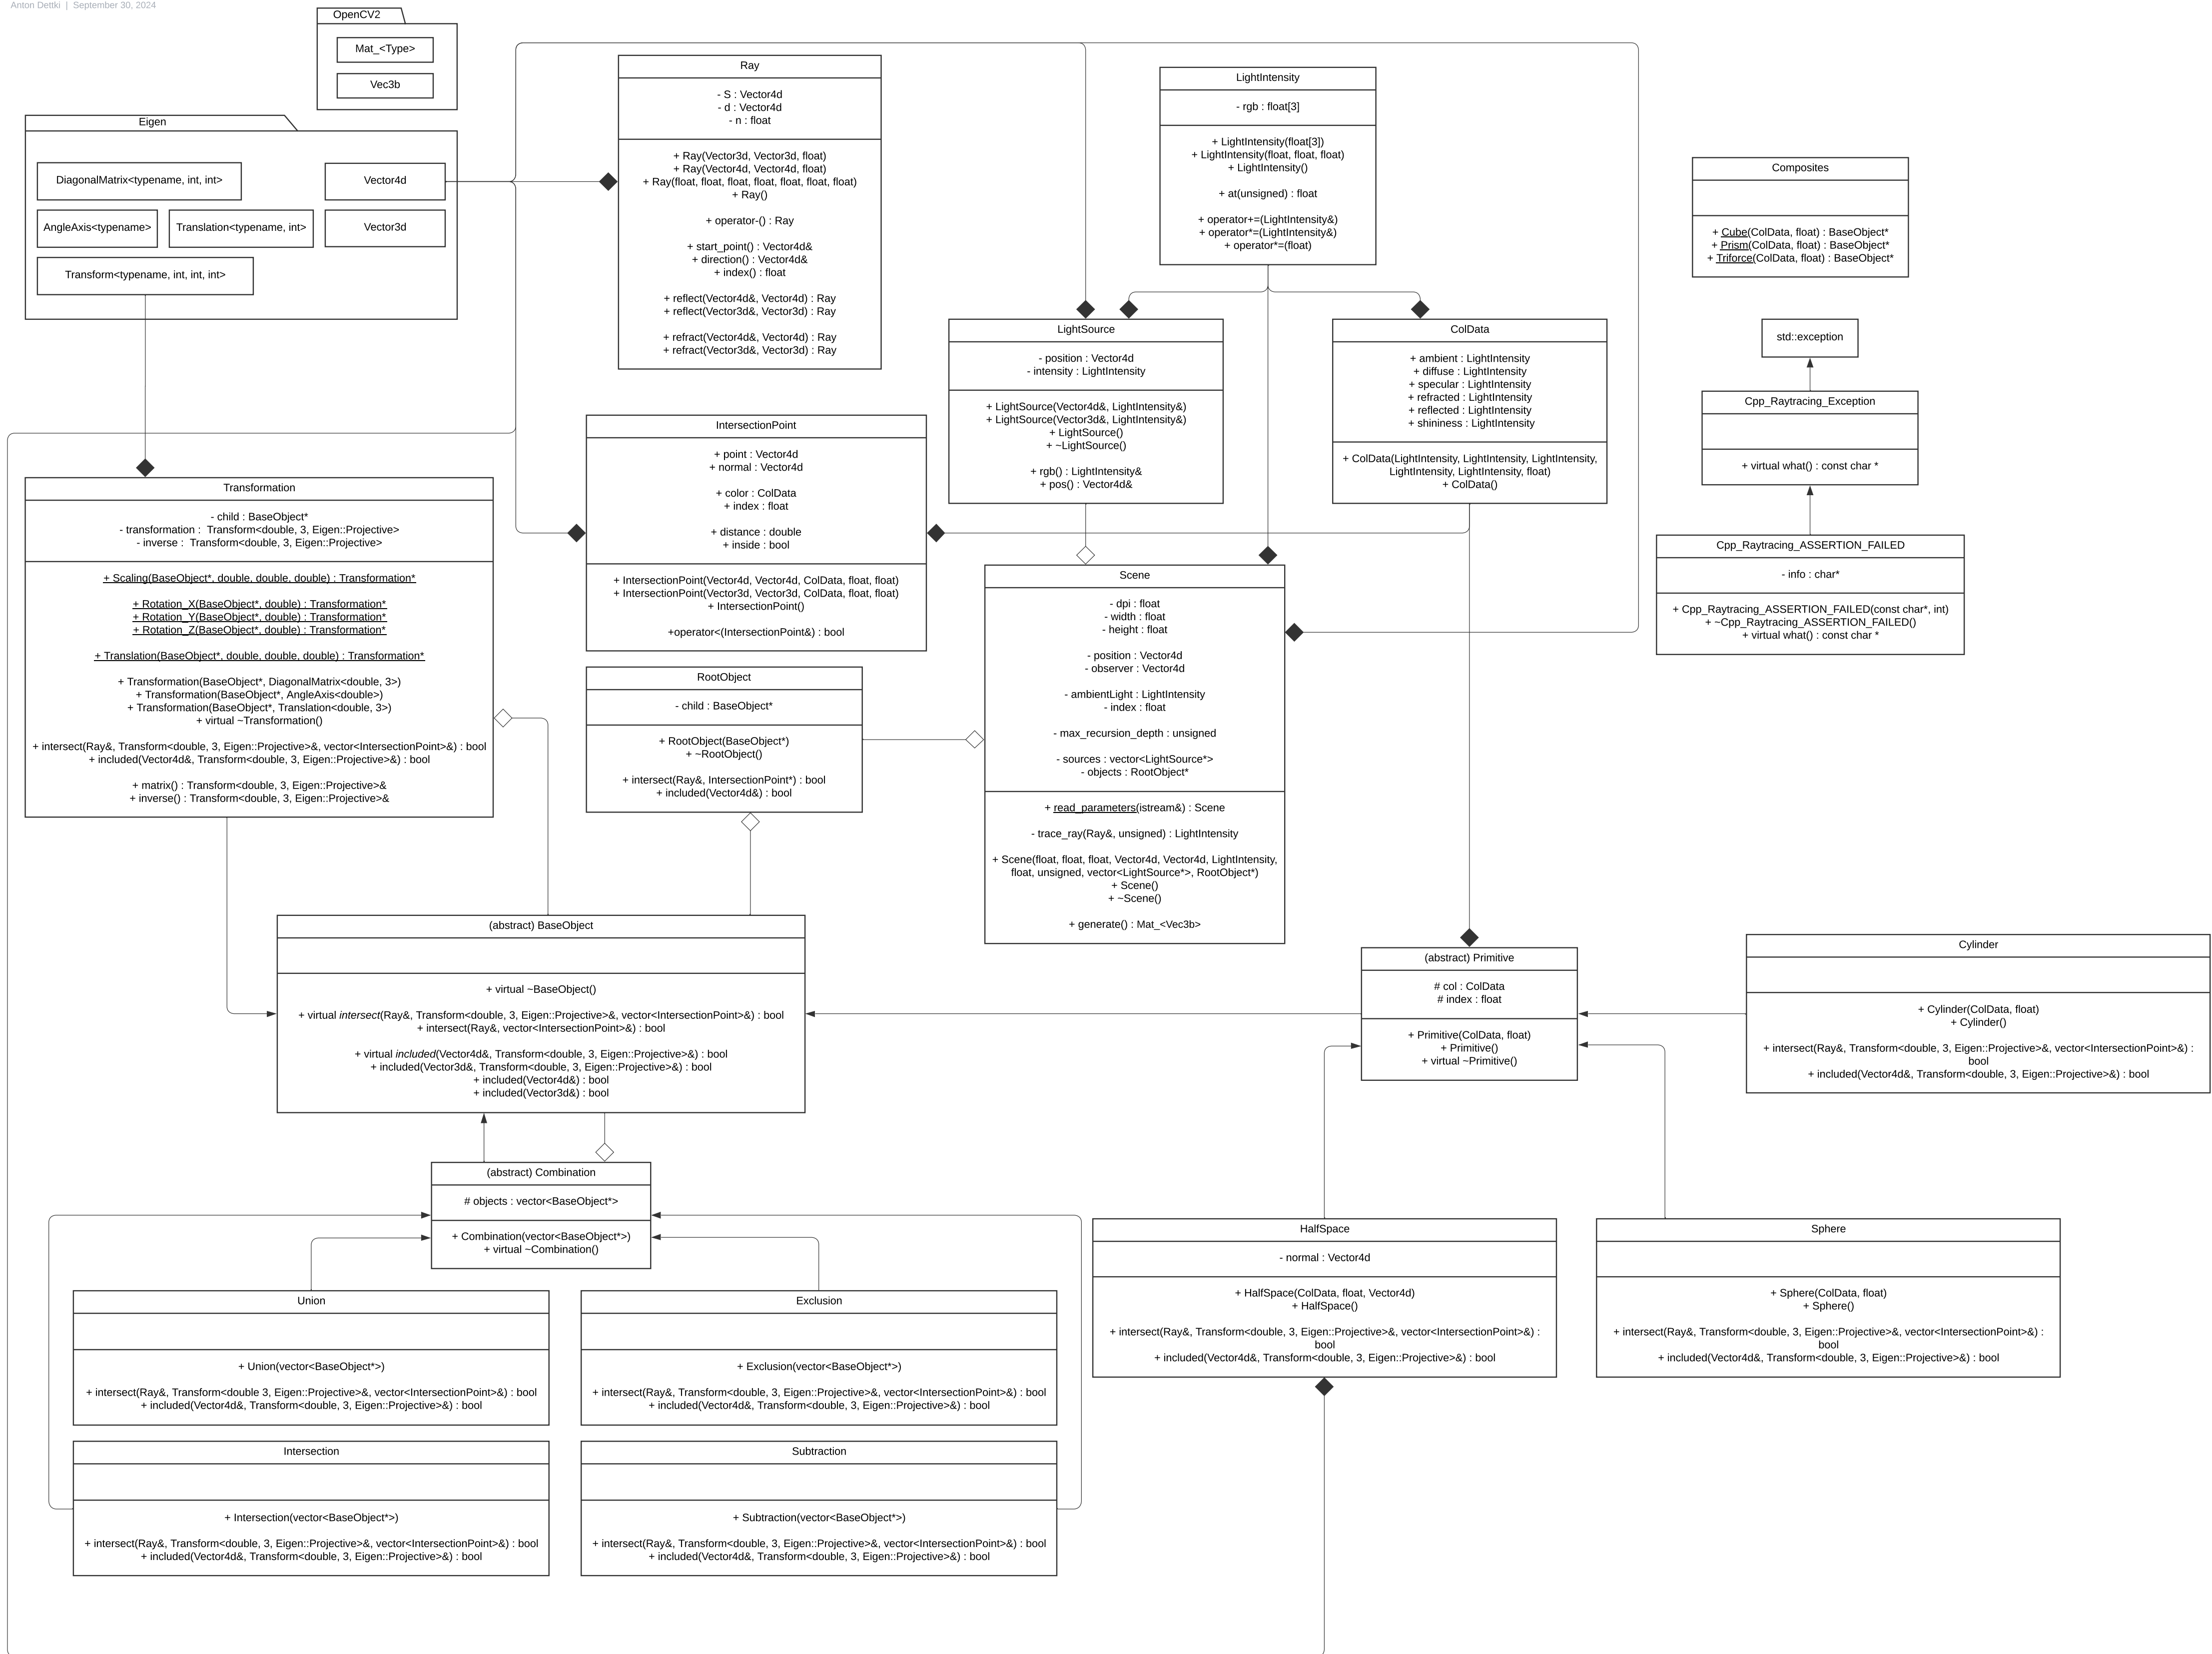 Anton Dettki | September 30, 2024
OpenCV2
Mat_<Type>
Vec3b
Eigen
DiagonalMatrix<typename, int, int>
Vector4d
AngleAxis<typename>
Translation<typename, int>
Vector3d
Transform<typename, int, int, int>
Ray
- S : Vector4d
- d : Vector4d
- n : float
+ Ray(Vector3d, Vector3d, float)
+ Ray(Vector4d, Vector4d, float)
+ Ray(float, float, float, float, float, float, float)
+ Ray()
+ operator-() : Ray
+ start_point() : Vector4d&
+ direction() : Vector4d&
+ index() : float
+ reflect(Vector4d&, Vector4d) : Ray
+ reflect(Vector3d&, Vector3d) : Ray
+ refract(Vector4d&, Vector4d) : Ray
+ refract(Vector3d&, Vector3d) : Ray
LightIntensity
- rgb : float[3]
+ LightIntensity(float[3])
+ LightIntensity(float, float, float)
+ LightIntensity()
+ at(unsigned) : float
+ operator+=(LightIntensity&)
+ operator*=(LightIntensity&)
+ operator*=(float)
Composites
+ Cube(ColData, float) : BaseObject*
+ Prism(ColData, float) : BaseObject*
+ Triforce(ColData, float) : BaseObject*
LightSource
- position : Vector4d
- intensity : LightIntensity
+ LightSource(Vector4d&, LightIntensity&)
+ LightSource(Vector3d&, LightIntensity&)
+ LightSource()
+ ~LightSource()
+ rgb() : LightIntensity&
+ pos() : Vector4d&
ColData
+ ambient : LightIntensity
+ diffuse : LightIntensity
+ specular : LightIntensity
+ refracted : LightIntensity
+ reflected : LightIntensity
+ shininess : LightIntensity
+ ColData(LightIntensity, LightIntensity, LightIntensity,
LightIntensity, LightIntensity, float)
+ ColData()
std::exception
Cpp_Raytracing_Exception
+ virtual what() : const char *
Cpp_Raytracing_ASSERTION_FAILED
- info : char*
+ Cpp_Raytracing_ASSERTION_FAILED(const char*, int)
+ ~Cpp_Raytracing_ASSERTION_FAILED()
+ virtual what() : const char *
IntersectionPoint
+ point : Vector4d
+ normal : Vector4d
+ color : ColData
+ index : float
+ distance : double
+ inside : bool
+ IntersectionPoint(Vector4d, Vector4d, ColData, float, float)
+ IntersectionPoint(Vector3d, Vector3d, ColData, float, float)
+ IntersectionPoint()
+operator<(IntersectionPoint&) : bool
Transformation
- child : BaseObject*
- transformation :  Transform<double, 3, Eigen::Projective>
- inverse :  Transform<double, 3, Eigen::Projective>
+ Scaling(BaseObject*, double, double, double) : Transformation*
+ Rotation_X(BaseObject*, double) : Transformation*
+ Rotation_Y(BaseObject*, double) : Transformation*
+ Rotation_Z(BaseObject*, double) : Transformation*
+ Translation(BaseObject*, double, double, double) : Transformation*
+ Transformation(BaseObject*, DiagonalMatrix<double, 3>)
+ Transformation(BaseObject*, AngleAxis<double>)
+ Transformation(BaseObject*, Translation<double, 3>)
+ virtual ~Transformation()
+ intersect(Ray&, Transform<double, 3, Eigen::Projective>&, vector<IntersectionPoint>&) : bool
+ included(Vector4d&, Transform<double, 3, Eigen::Projective>&) : bool
+ matrix() : Transform<double, 3, Eigen::Projective>&
+ inverse() : Transform<double, 3, Eigen::Projective>&
RootObject
- child : BaseObject*
+ RootObject(BaseObject*)
+ ~RootObject()
+ intersect(Ray&, IntersectionPoint*) : bool
+ included(Vector4d&) : bool
Scene
- dpi : float
- width : float
- height : float
- position : Vector4d
- observer : Vector4d
- ambientLight : LightIntensity
- index : float
- max_recursion_depth : unsigned
- sources : vector<LightSource*>
- objects : RootObject*
+ read_parameters(istream&) : Scene
- trace_ray(Ray&, unsigned) : LightIntensity
+ Scene(float, float, float, Vector4d, Vector4d, LightIntensity,
float, unsigned, vector<LightSource*>, RootObject*)
+ Scene()
+ ~Scene()
+ generate() : Mat_<Vec3b>
(abstract) BaseObject
+ virtual ~BaseObject()
+ virtual intersect(Ray&, Transform<double, 3, Eigen::Projective>&, vector<IntersectionPoint>&) : bool
+ intersect(Ray&, vector<IntersectionPoint>&) : bool
+ virtual included(Vector4d&, Transform<double, 3, Eigen::Projective>&) : bool
+ included(Vector3d&, Transform<double, 3, Eigen::Projective>&) : bool
+ included(Vector4d&) : bool
+ included(Vector3d&) : bool
(abstract) Primitive
# col : ColData
# index : float
+ Primitive(ColData, float)
+ Primitive()
+ virtual ~Primitive()
Cylinder
+ Cylinder(ColData, float)
+ Cylinder()
+ intersect(Ray&, Transform<double, 3, Eigen::Projective>&, vector<IntersectionPoint>&) :
bool
+ included(Vector4d&, Transform<double, 3, Eigen::Projective>&) : bool
(abstract) Combination
# objects : vector<BaseObject*>
+ Combination(vector<BaseObject*>)
+ virtual ~Combination()
HalfSpace
- normal : Vector4d
+ HalfSpace(ColData, float, Vector4d)
+ HalfSpace()
+ intersect(Ray&, Transform<double, 3, Eigen::Projective>&, vector<IntersectionPoint>&) :
bool
+ included(Vector4d&, Transform<double, 3, Eigen::Projective>&) : bool
Sphere
+ Sphere(ColData, float)
+ Sphere()
+ intersect(Ray&, Transform<double, 3, Eigen::Projective>&, vector<IntersectionPoint>&) :
bool
+ included(Vector4d&, Transform<double, 3, Eigen::Projective>&) : bool
Union
+ Union(vector<BaseObject*>)
+ intersect(Ray&, Transform<double 3, Eigen::Projective>&, vector<IntersectionPoint>&) : bool
+ included(Vector4d&, Transform<double, 3, Eigen::Projective>&) : bool
Exclusion
+ Exclusion(vector<BaseObject*>)
+ intersect(Ray&, Transform<double, 3, Eigen::Projective>&, vector<IntersectionPoint>&) : bool
+ included(Vector4d&, Transform<double, 3, Eigen::Projective>&) : bool
Intersection
+ Intersection(vector<BaseObject*>)
+ intersect(Ray&, Transform<double, 3, Eigen::Projective>&, vector<IntersectionPoint>&) : bool
+ included(Vector4d&, Transform<double, 3, Eigen::Projective>&) : bool
Subtraction
+ Subtraction(vector<BaseObject*>)
+ intersect(Ray&, Transform<double, 3, Eigen::Projective>&, vector<IntersectionPoint>&) : bool
+ included(Vector4d&, Transform<double, 3, Eigen::Projective>&) : bool